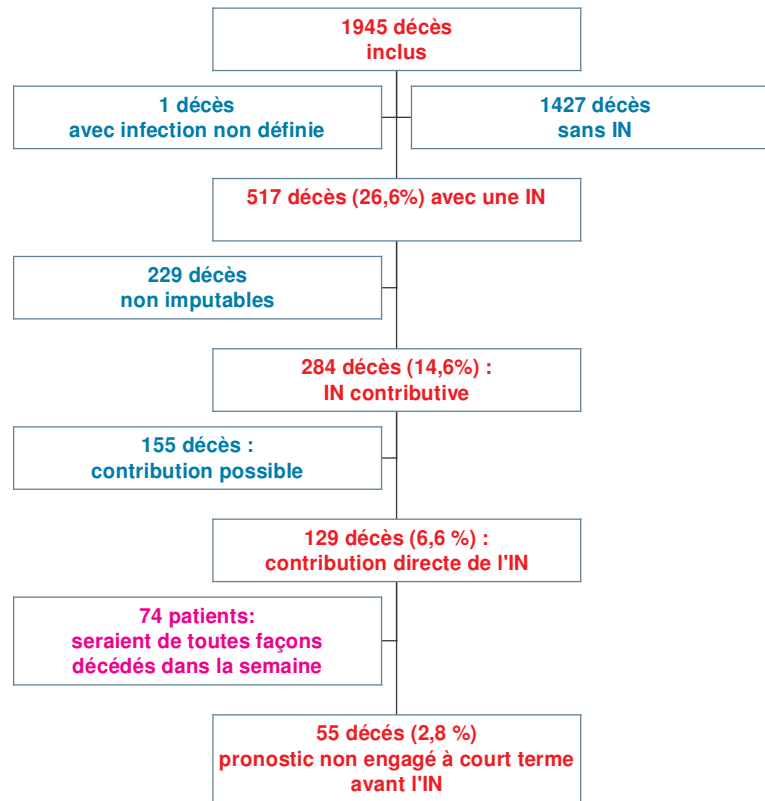 1945 décès
inclus
1 décès
avec infection non définie
1427 décès
sans IN
517 décès (26,6%) avec une IN
229 décès
non imputables
284 décès (14,6%) :
IN contributive
155 décès :
contribution possible
129 décès (6,6 %) :
contribution directe de l'IN
74 patients:
seraient de toutes façons
décédés dans la semaine
55 décés (2,8 %)
pronostic non engagé à court terme
avant l'IN